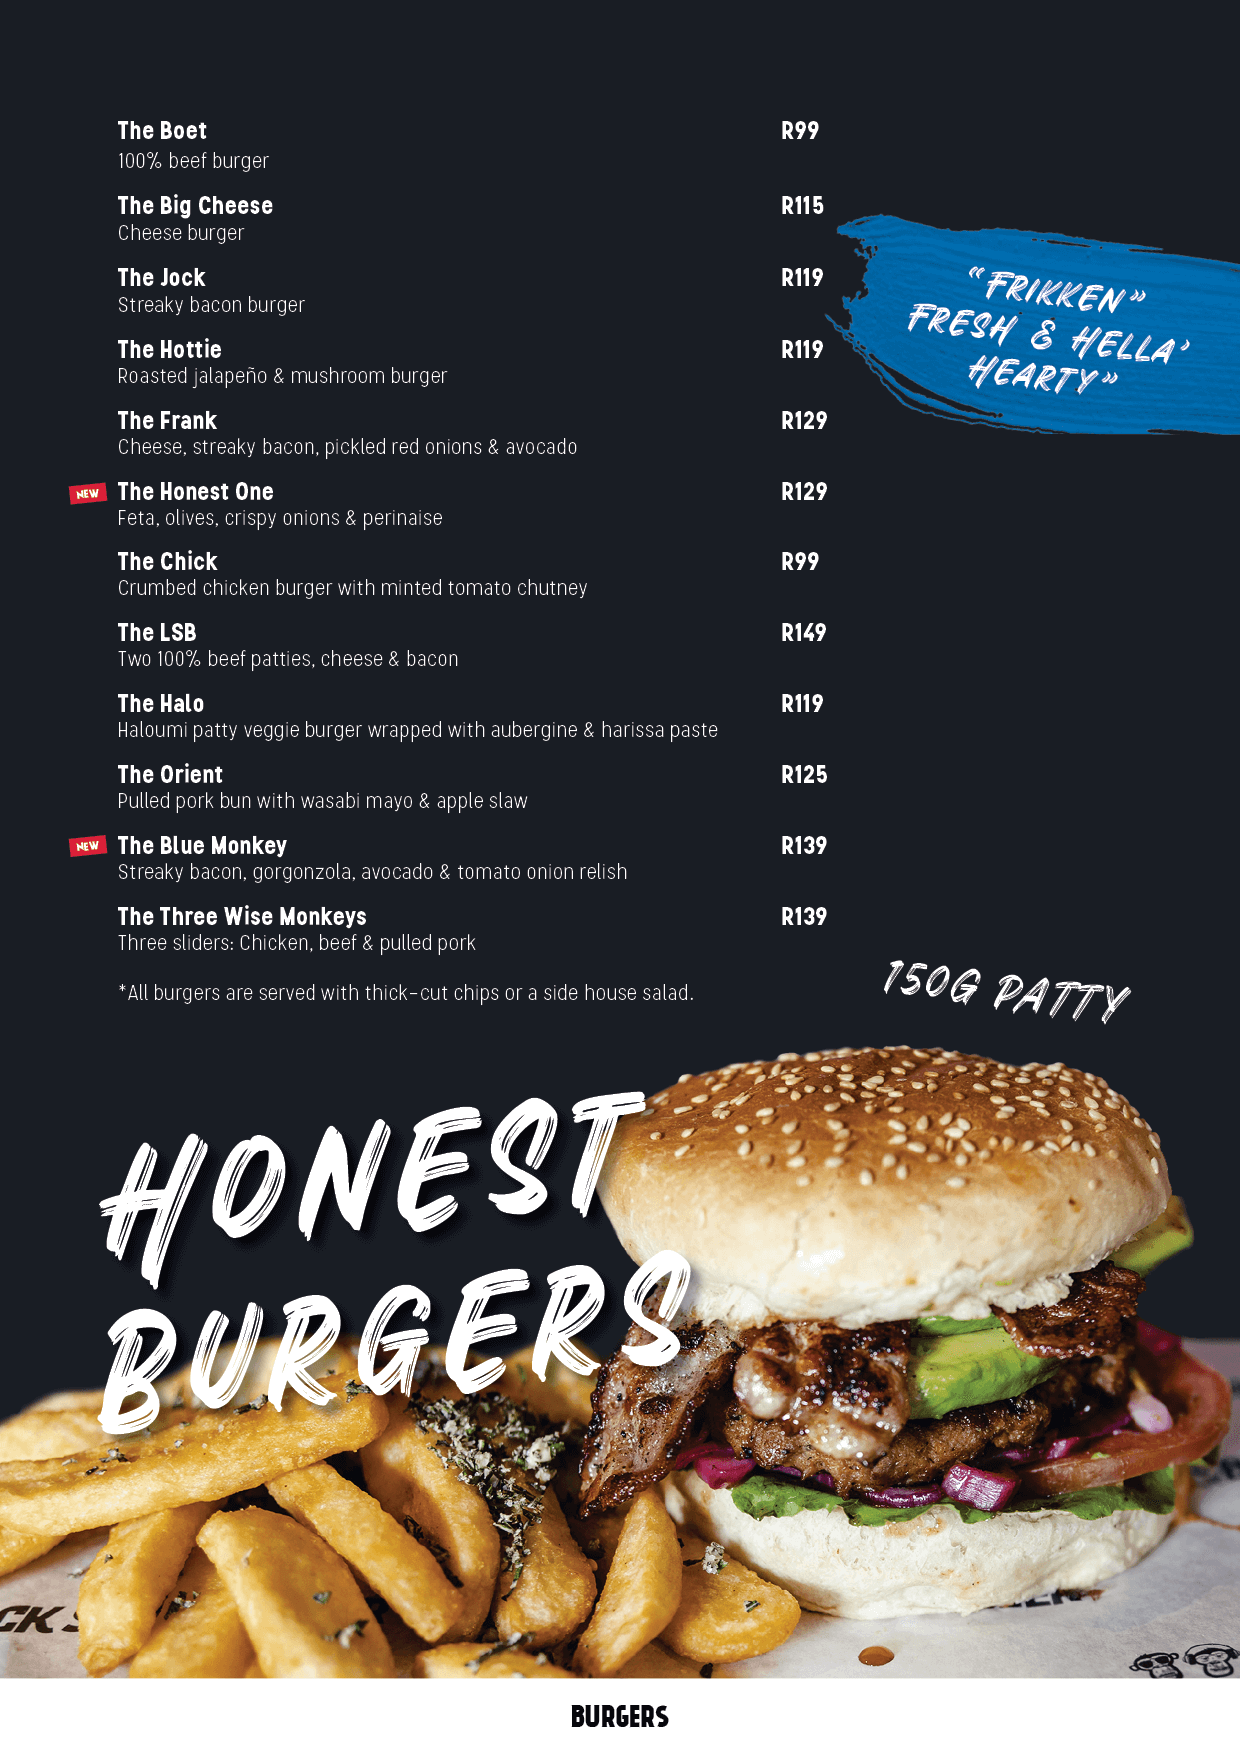 The Boet R99
100% beef burger
The Big Cheese R115
Cheese burger
The Jock R119
Streaky bacon burger
The Hottie R119
Roasted jalapeño & mushroom burger
The Frank R129
Cheese, streaky bacon, pickled red onions & avocado
NEW The Honest One R129
Feta, olives, crispy onions & perinaise
The Chick R99
Crumbed chicken burger with minted tomato chutney
The LSB R149
Two 100% beef patties, cheese & bacon
The Halo R119
Haloumi patty veggie burger wrapped with aubergine & harissa paste
The Orient R125
Pulled pork bun with wasabi mayo & apple slaw
NEW The Blue Monkey R139
Streaky bacon, gorgonzola, avocado & tomato onion relish
The Three Wise Monkeys R139
Three sliders: Chicken, beef & pulled pork
*All burgers are served with thick-cut chips or a side house salad.
"FRIKKEN"
FRESH & HELLA'
HEARTY"
150G PATTY
HONEST
BURGERS
BURGERS